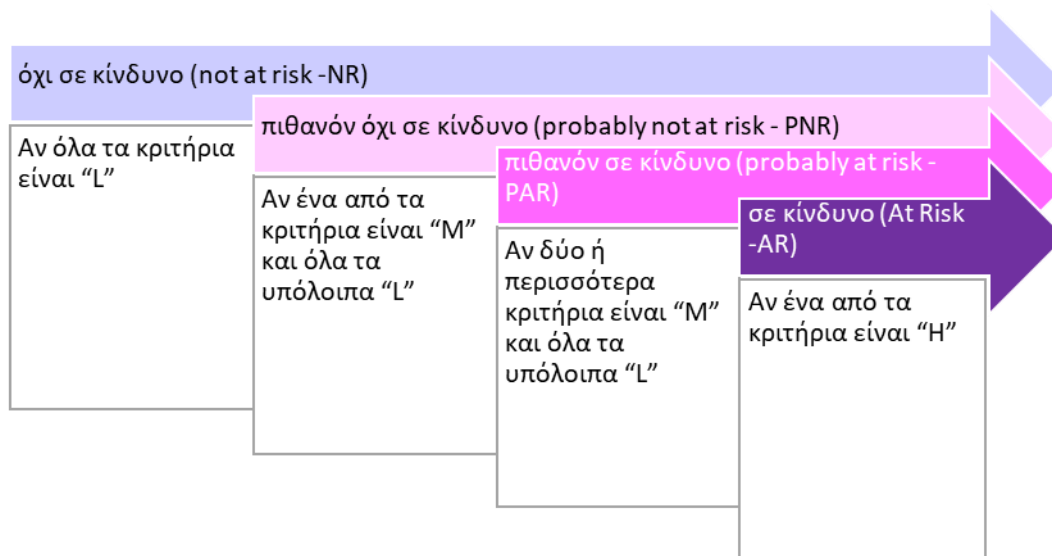 όχι σε κίνδυνο (not at risk -NR)
Αν όλα τα κριτήρια
είναι “L”
πιθανόν όχι σε κίνδυνο (probably not at risk - PNR)
Αν ένα από τα
κριτήρια είναι “M”
και όλα τα
υπόλοιπα “L”
πιθανόν σε κίνδυνο (probably at risk -
PAR)
Αν δύο ή
περισσότερα
κριτήρια είναι “M”
και όλα τα
υπόλοιπα “L”
σε κίνδυνο (At Risk
-AR)
Αν ένα από τα
κριτήρια είναι “H”